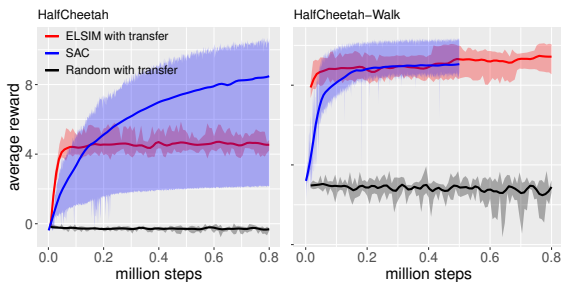 HalfCheetah
HalfCheetah−Walk
ELSIM with transfer
SAC
Random with transfer
average reward
8
4
0
0.0 0.2 0.4 0.6 0.8
0.0 0.2 0.4 0.6 0.8
million steps
million steps